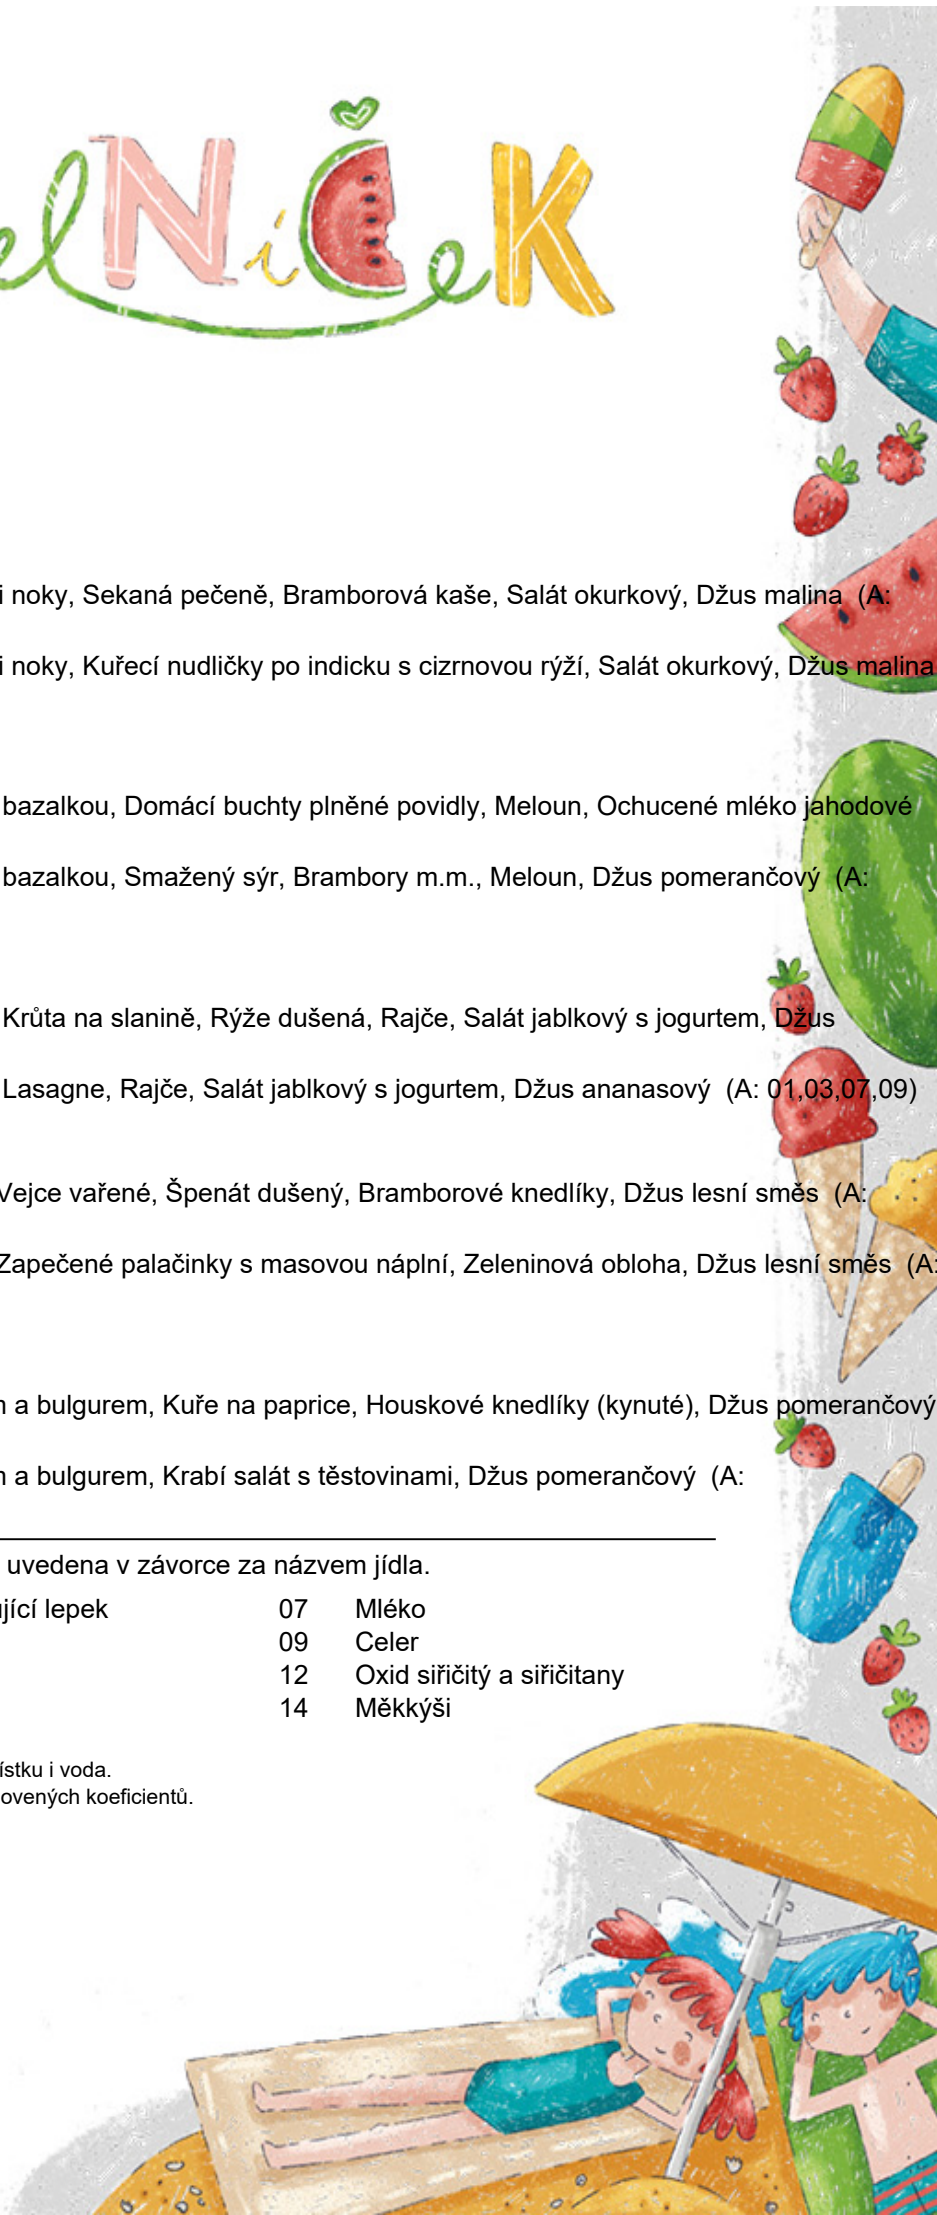 elNíČeK
i noky, Sekaná pečeně, Bramborová kaše, Salát okurkový, Džus malina (A:
i noky, Kuřecí nudličky po indicku s cizrnovou rýží, Salát okurkový, Džus malina
bazalkou, Domácí buchty plněné povidly, Meloun, Ochucené mléko jahodové
bazalkou, Smažený sýr, Brambory m.m., Meloun, Džus pomerančový (A:
Krůta na slanině, Rýže dušená, Rajče, Salát jablkový s jogurtem, Džus
Lasagne, Rajče, Salát jablkový s jogurtem, Džus ananasový (A: 01,03,07,09)
Vejce vařené, Špenát dušený, Bramborové knedlíky, Džus lesní směs (A:
Zapečené palačinky s masovou náplní, Zeleninová obloha, Džus lesní směs (A:
a bulgurem, Kuře na paprice, Houskové knedlíky (kynuté), Džus pomerančový
a bulgurem, Krabí salát s těstovinami, Džus pomerančový (A:
uvedena v závorce za názvem jídla.
ující lepek 07 Mléko
09 Celer
12 Oxid siřičitý a siřičitany
14 Měkkýši
ístku i voda.
ovených koeficientů.